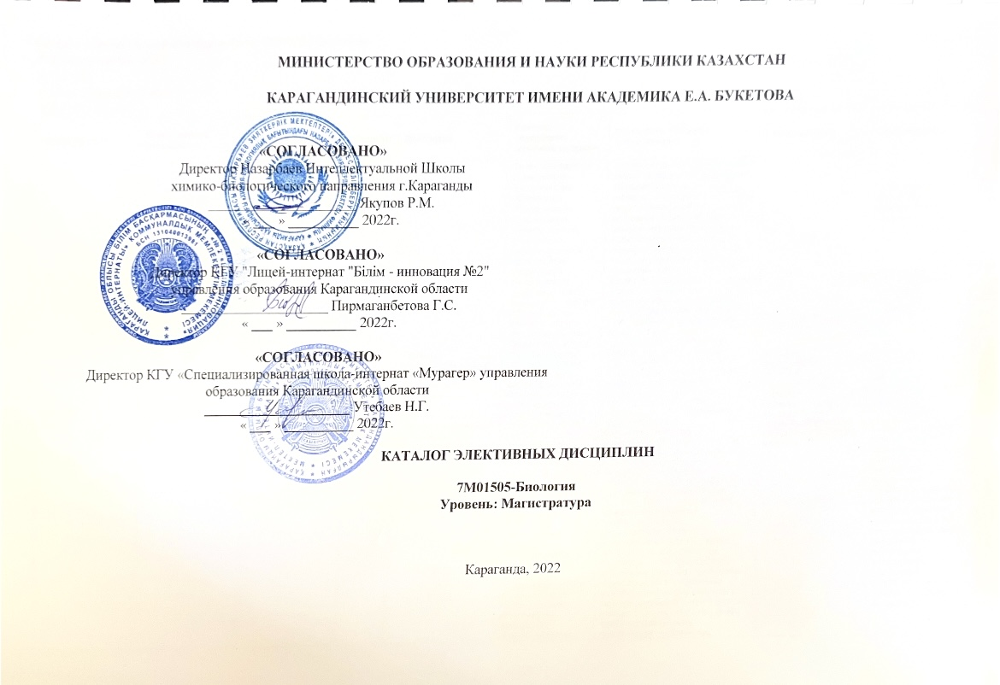 МИНИСТЕРСТВО ОБРАЗОВАНИЯ И НАУКИ РЕСПУБЛИКИ КАЗАХСТАН
КАРАГАНДИНСКИЙ УНИВЕРСИТЕТ ИМЕНИ АКАДЕМИКА Е.А. БУКЕТОВА
«СОГЛАСОВАНО»
Директор Назарбаев Интеллектуальной Школы
химико-биологического направления г.Караганды
____________________ Якупов Р.М.
« ___ » __________ 2022г.
«СОГЛАСОВАНО»
Директор КГУ "Лицей-интернат "Білім - инновация №2"
управления образования Карагандинской области
____________________ Пирмаганбетова Г.С.
« ___ » __________ 2022г.
«СОГЛАСОВАНО»
Директор КГУ «Специализированная школа-интернат «Мурагер» управления
образования Карагандинской области
____________________ Утебаев Н.Г.
« ___ » __________ 2022г.
КАТАЛОГ ЭЛЕКТИВНЫХ ДИСЦИПЛИН
7М01505-Биология
Уровень: Магистратура
Караганда, 2022